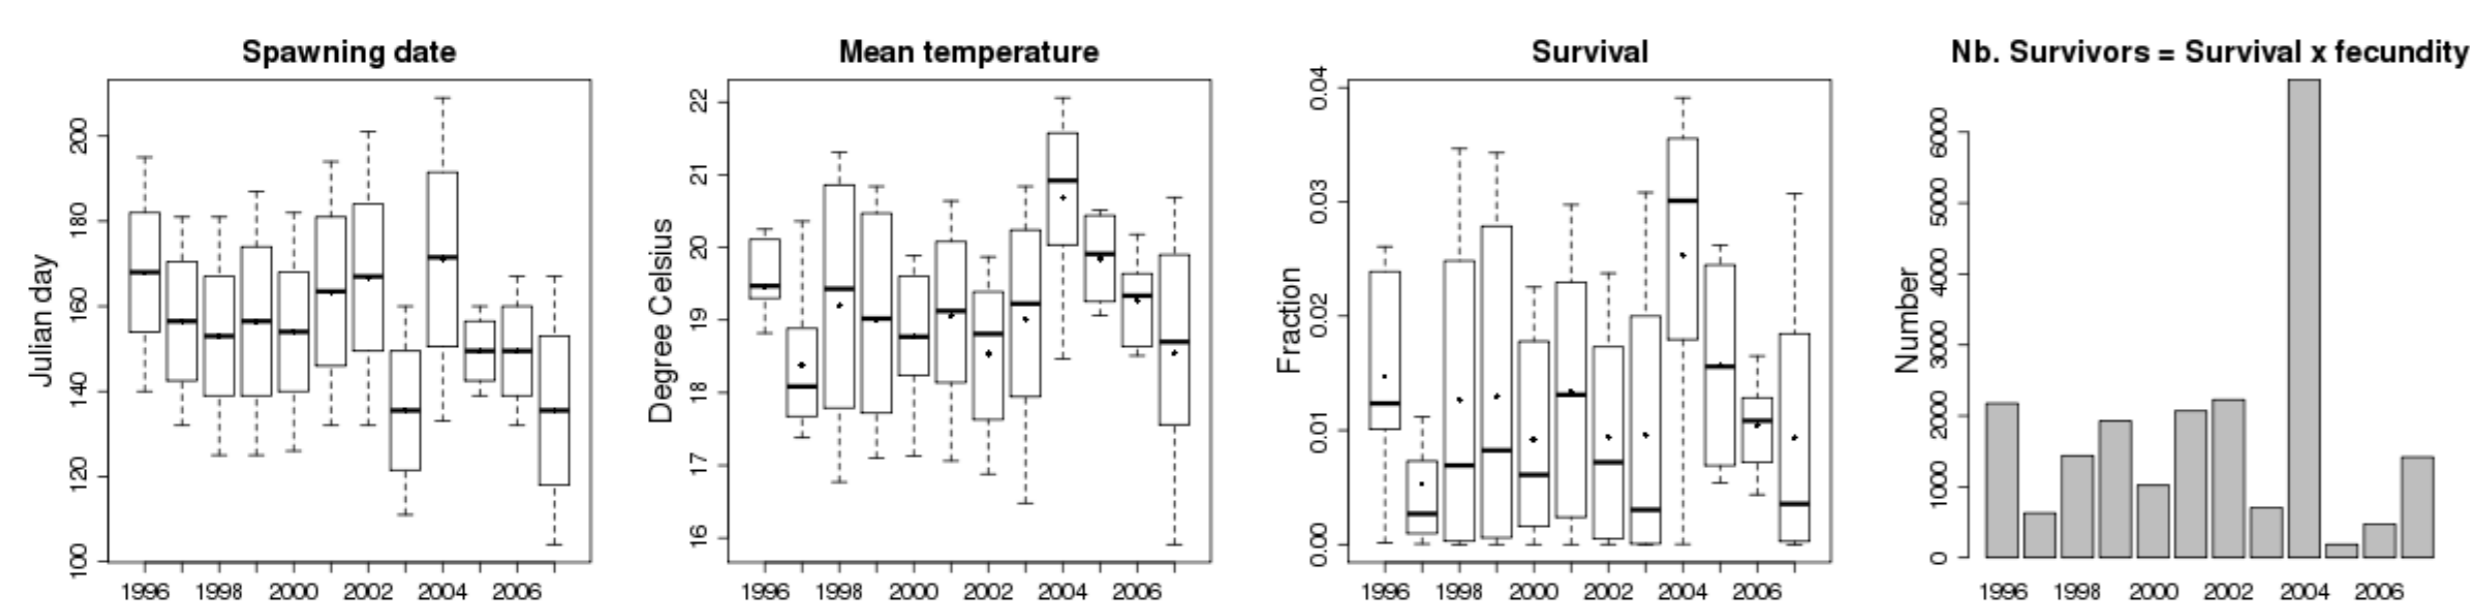 Spawning date
Julian day
200
180
160
140
120
100
1996 1998 2000 2002 2004 2006
Mean temperature
Degree Celsius
22
21
20
19
18
17
16
1996 1998 2000 2002 2004 2006
Survival
Fraction
0.04
0.03
0.02
0.01
0.00
1996 1998 2000 2002 2004 2006
Nb. Survivors = Survival x fecundity
Number
6000
5000
4000
3000
2000
1000
0
1996 1998 2000 2002 2004 2006